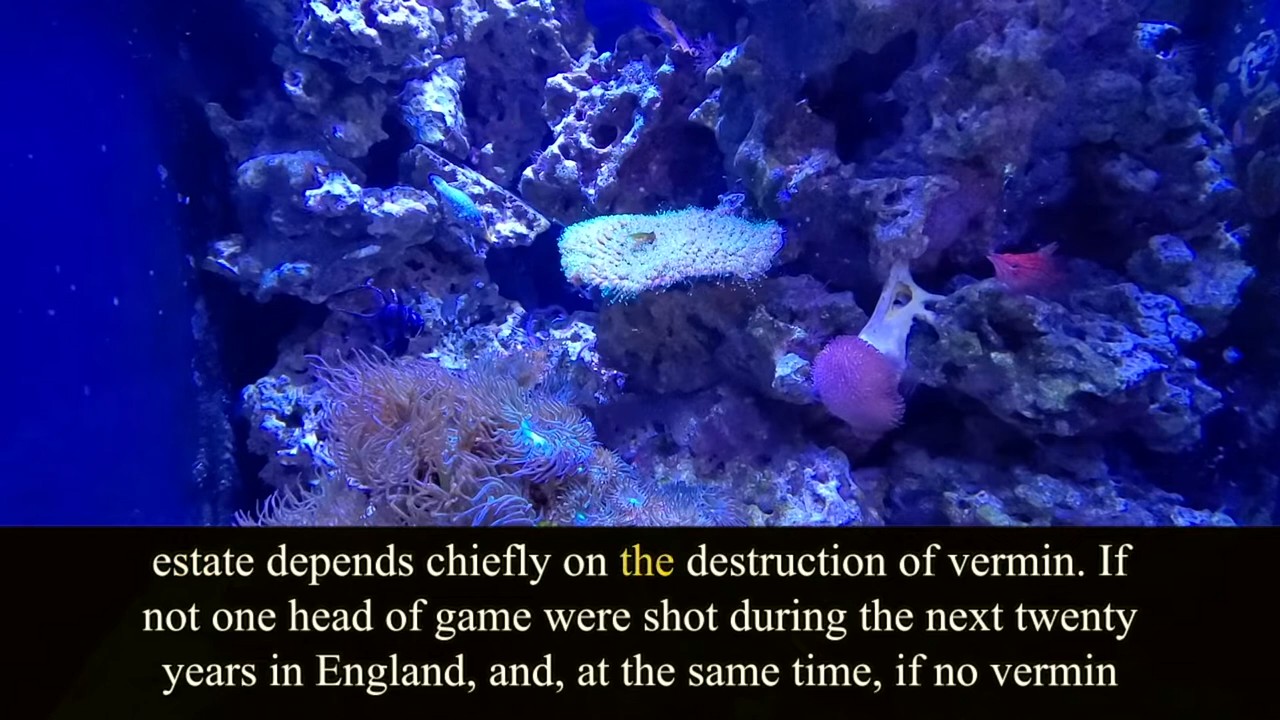 estate depends chiefly on the destruction of vermin. If
not one head of game were shot during the next twenty
years in England, and, at the same time, if no vermin